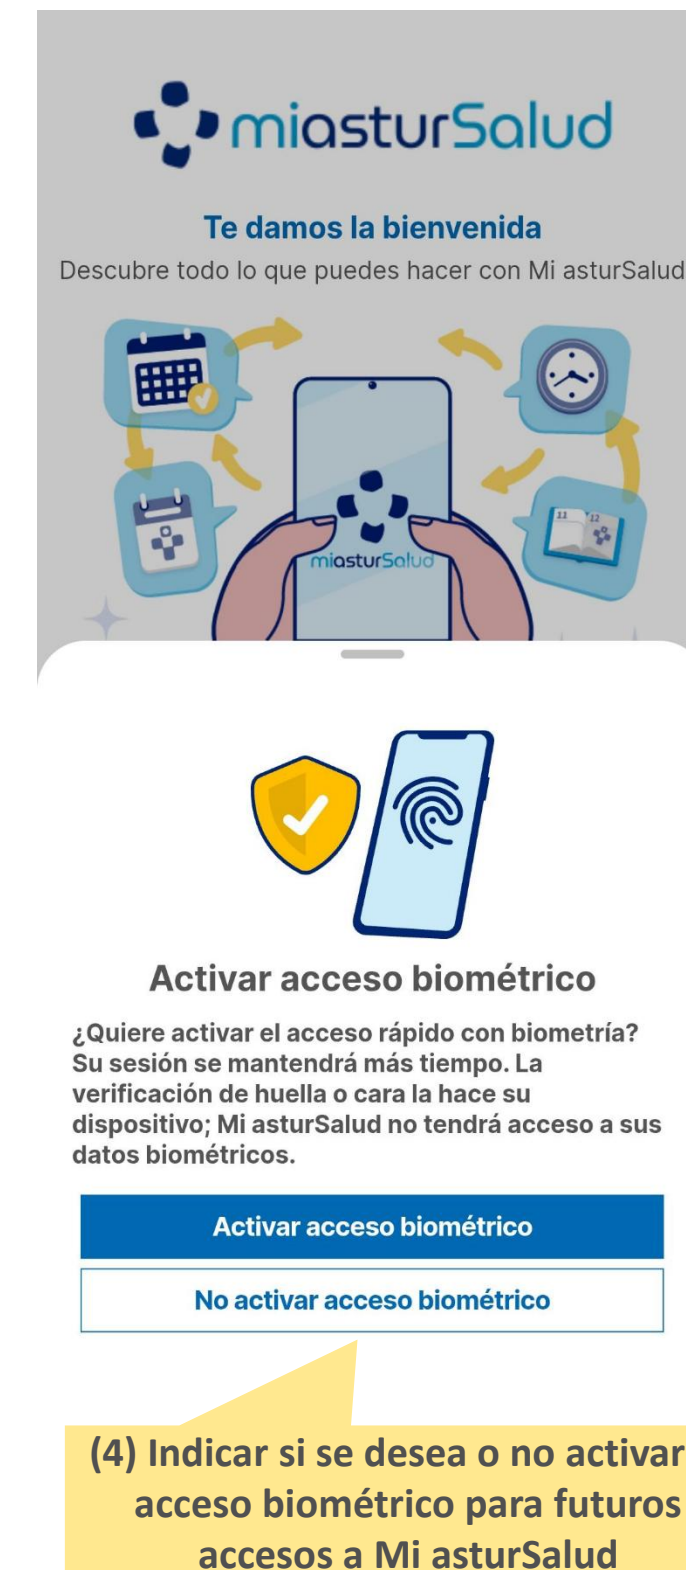 miasturSalud
Te damos la bienvenida
Descubre todo lo que puedes hacer con Mi asturSalud
11 12
miasturSalud
Activar acceso biométrico
¿Quiere activar el acceso rápido con biometría?
Su sesión se mantendrá más tiempo. La
verificación de huella o cara la hace su
dispositivo; Mi asturSalud no tendrá acceso a sus
datos biométricos.
Activar acceso biométrico
No activar acceso biométrico
(4) Indicar si se desea o no activar
acceso biométrico para futuros
accesos a Mi asturSalud